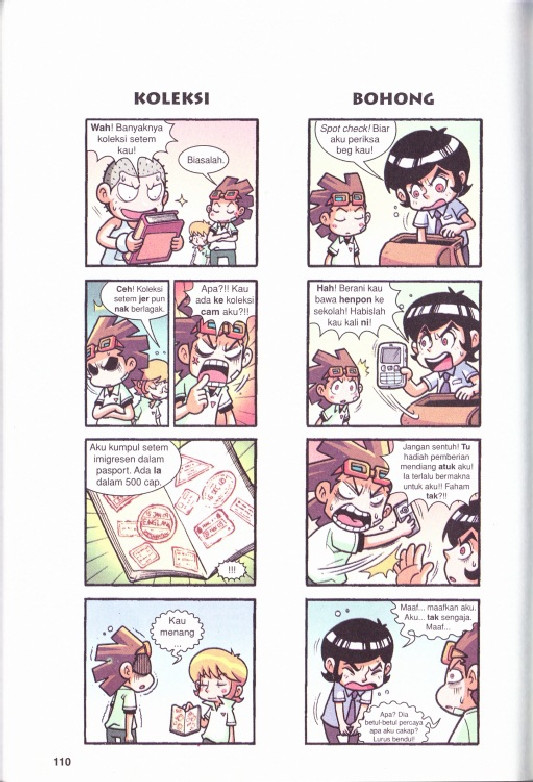 KOLEKSI
Wah! Banyaknya
koleksi setem
kau!
Biasalah..
Ceh! Koleksi
setem jer pun
nak berlagak.
Apa?!! Kau
ada ke koleksi
cam aku?!!
Aku kumpul setem
imigresen dalam
pasport. Ada la
dalam 500 cap.
!!!
Kau
menang
...
BOHONG
Spot check! Biar
aku periksa
beg kau!
Hah! Berani kau
bawa henpon ke
sekolah! Habislah
kau kali ni!
Jangan sentuh! Tu
hadiah pemberian
mendiang atuk aku!!
Ia terlalu bermakna
untuk aku!! Faham
tak?!!
Maaf... maafkan aku.
Aku... tak sengaja.
Maaf...
Apa? Dia
betul-betul percaya
apa aku cakap?
Lurus bendul!
110